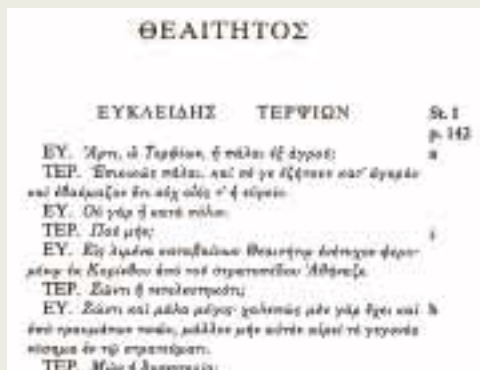 ΘΕΑΙΤΗΤΟΣ
ΕΥΚΛΕΙΔΗΣ ΤΕΡΨΙΩΝ St. I
p. 142
ΕΥ. Ἄρτι, ὦ Τερψίων, ἢ πάλαι ἐξ ἀγροῦ; a
ΤΕΡ. Ἐπιεικῶς πάλαι. καὶ σέ γε ἐζήτουν κατ' ἀγορὰν
καὶ ἐθαύμαζον ὅτι οὐχ οἷός τ' ἦ εὑρεῖν.
ΕΥ. Οὐ γὰρ ἦ κατὰ πόλιν.
ΤΕΡ. Ποῦ μήν;
ΕΥ. Εἰς λιμένα καταβαίνων Θεαιτήτῳ ἐνέτυχον φερο-
μένῳ ἐκ Κορίνθου ἀπὸ τοῦ στρατοπέδου Ἀθήναζε.
ΤΕΡ. Ζῶντι ἢ τετελευτηκότι;
ΕΥ. Ζῶντι καὶ μάλα μόγις· χαλεπῶς μὲν γὰρ ἔχει καὶ b
ὑπὸ τραυμάτων τινῶν, μᾶλλον μὴν αὐτὸν αἱρεῖ τὸ γεγονὸς
νόσημα ἐν τῷ στρατεύματι.
ΤΕΡ. Μῶν ἡ δυσεντερία;